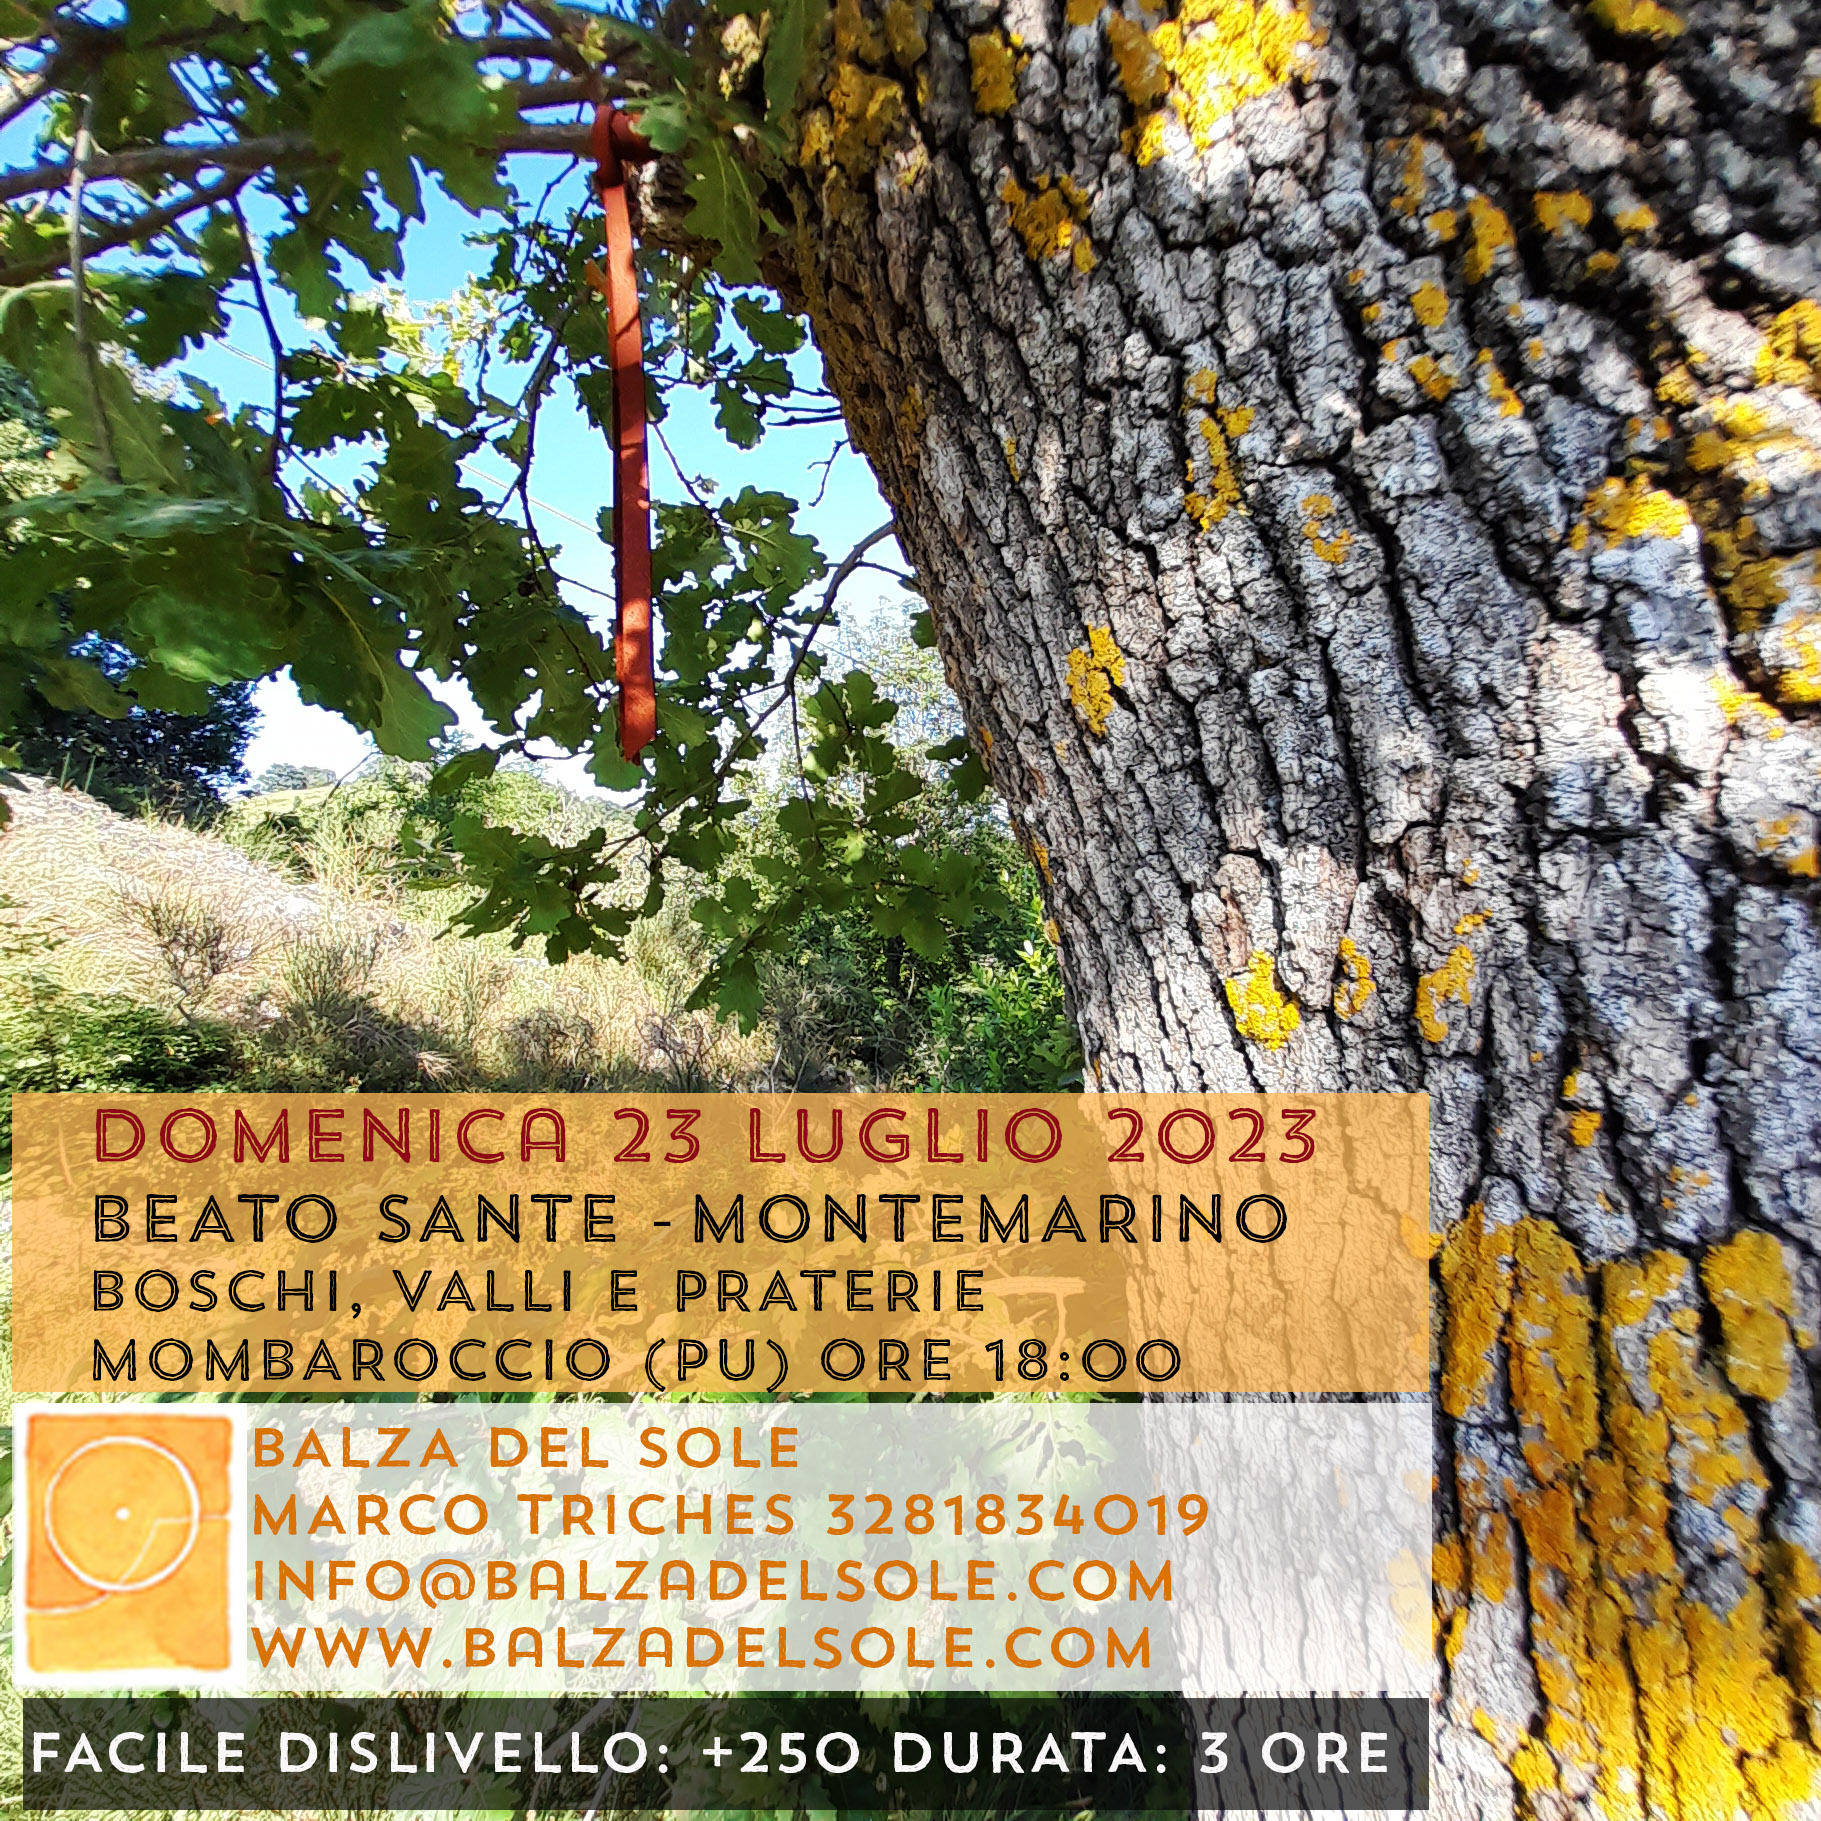 DOMENICA 23 LUGLIO 2023
BEATO SANTE - MONTEMARINO
BOSCHI, VALLI E PRATERIE
MOMBAROCCIO (PU) ORE 18:00
BALZA DEL SOLE
MARCO TRICHES 3281834019
INFO@BALZADELSOLE.COM
WWW.BALZADELSOLE.COM
FACILE DISLIVELLO: +250 DURATA: 3 ORE